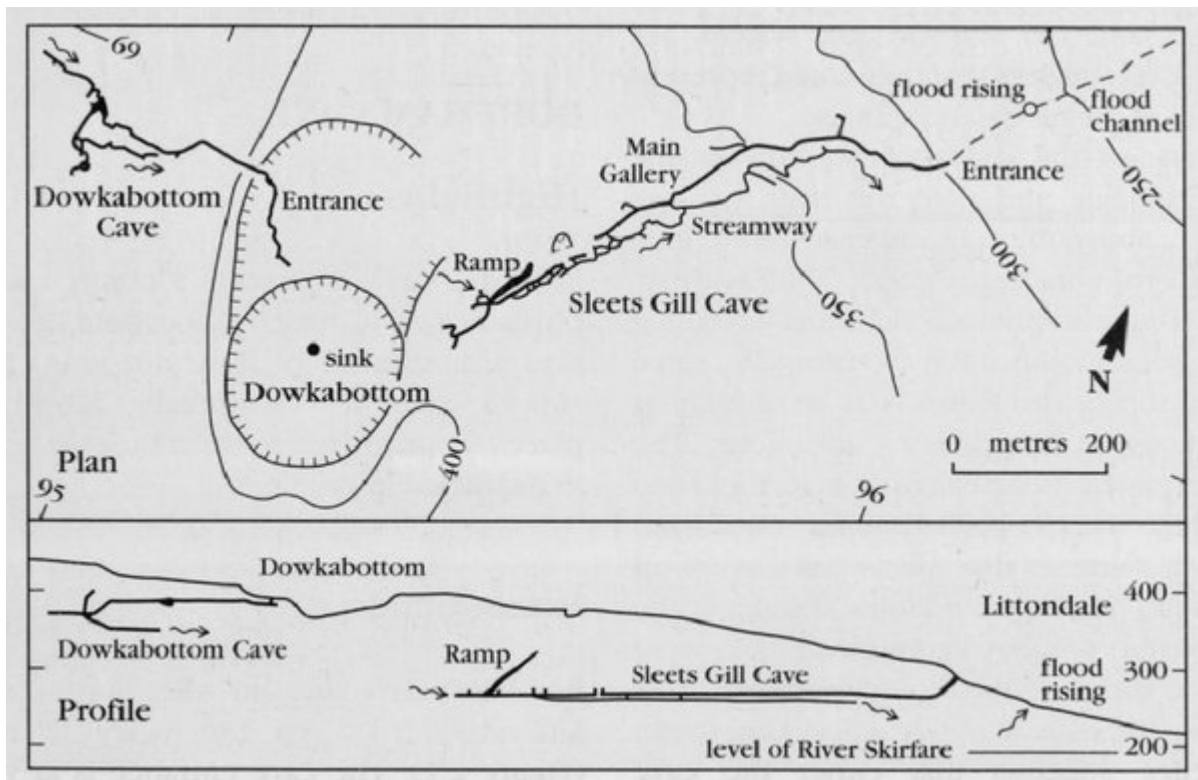 69
flood rising
flood
channel
Main
Gallery
Entrance
250
Dowkabottom
Cave
Entrance
Streamway
Ramp
300
Sleets Gill Cave
350
sink
Dowkabottom
N
0 metres 200
400
Plan
95
96
Dowkabottom
400
Littondale
Dowkabottom Cave
Ramp
Sleets Gill Cave
flood
rising
300
Profile
level of River Skirfare
200